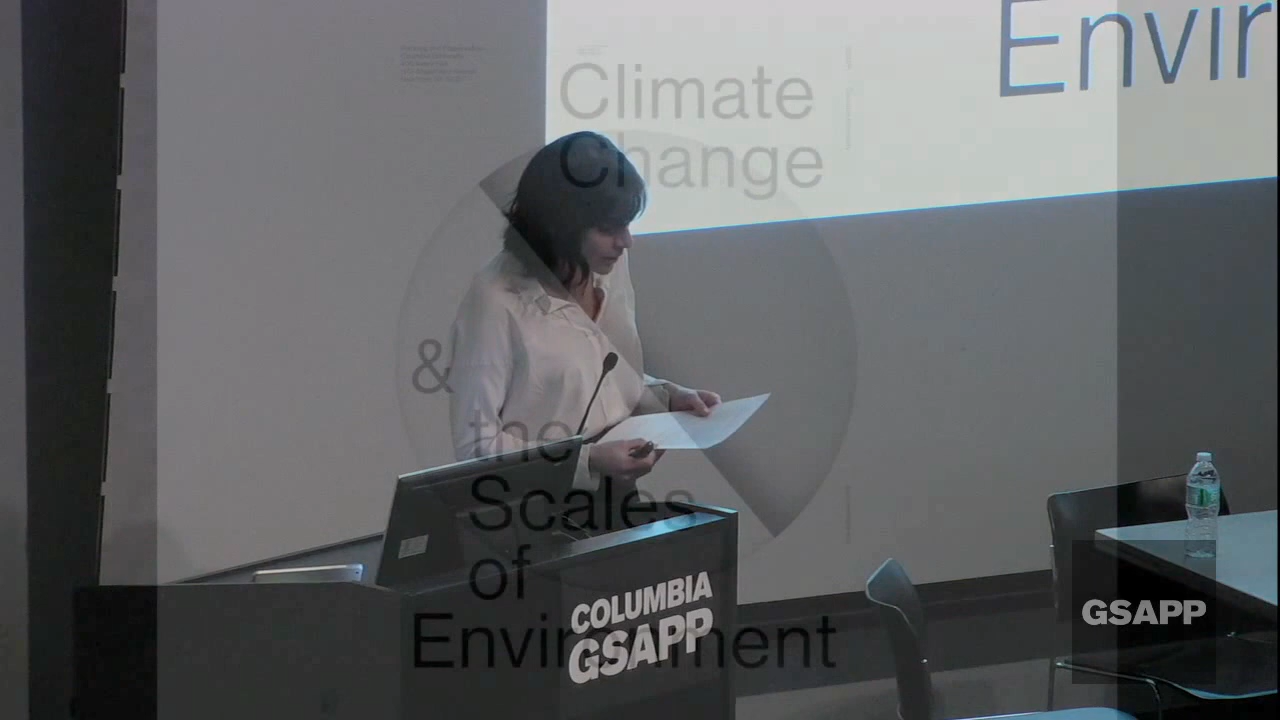 Envir
Climate
Change
&
the
Scales
of
Environment
COLUMBIA
GSAPP
GSAPP